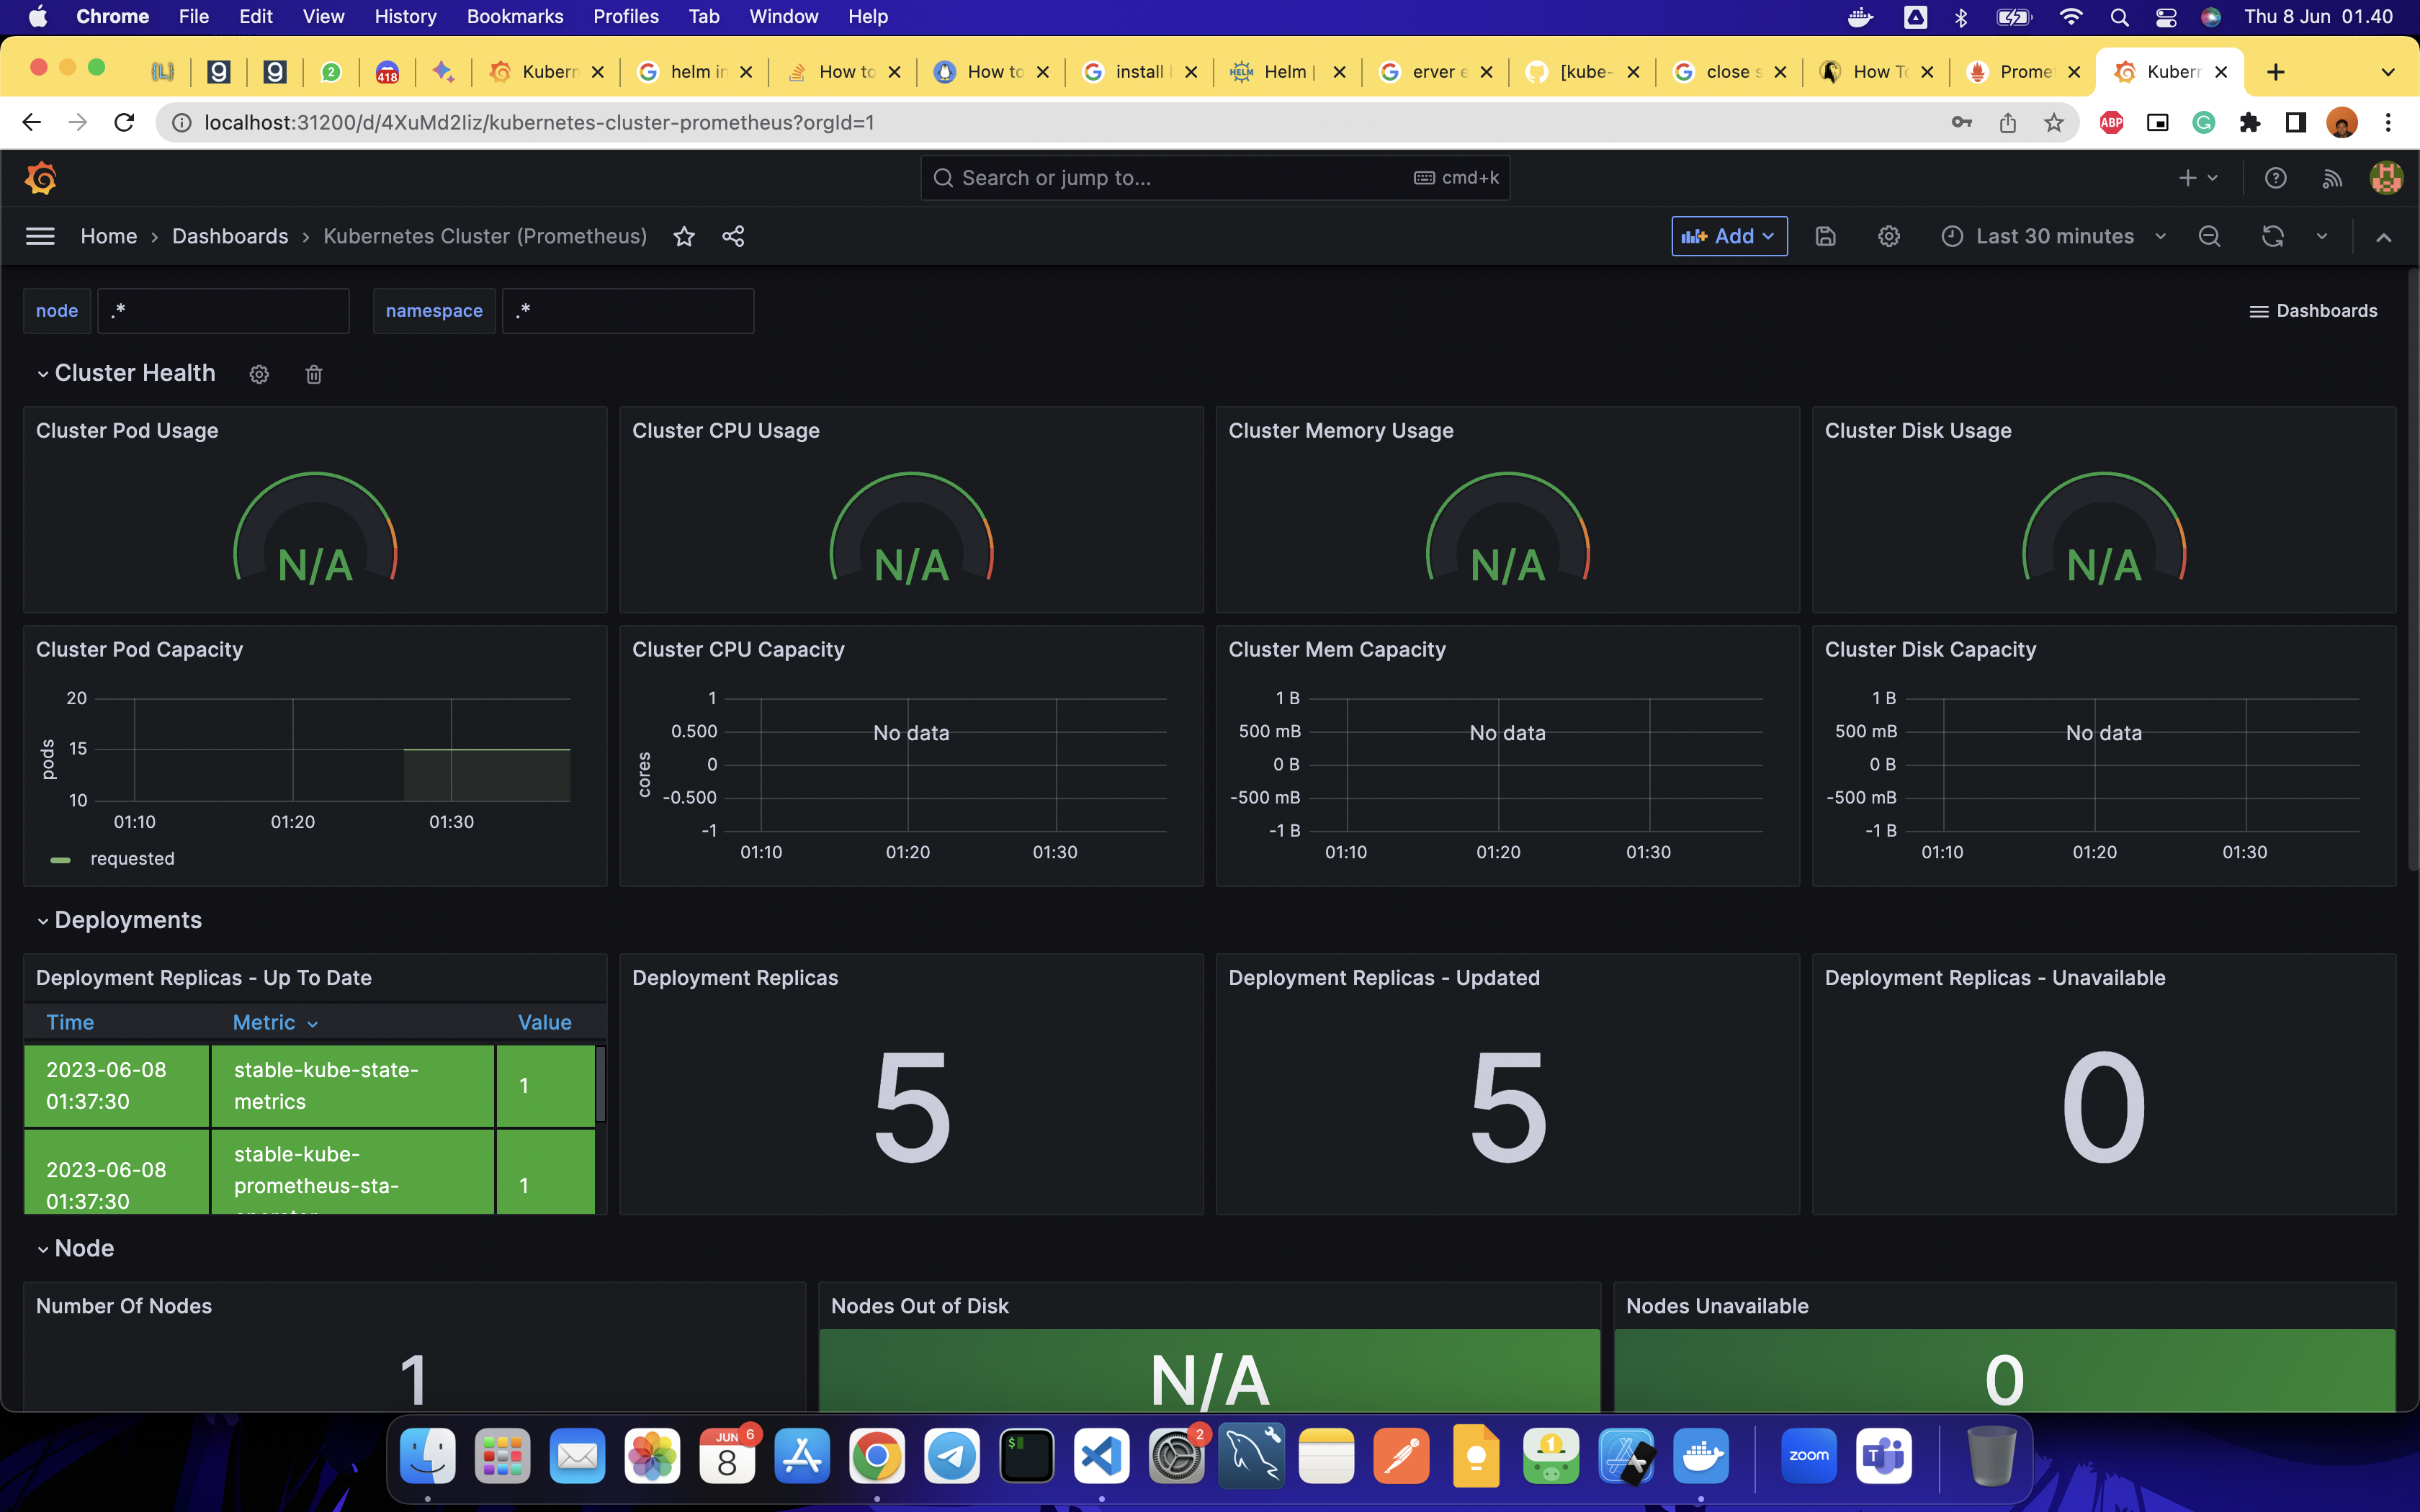 Chrome File Edit View History Bookmarks Profiles Tab Window Help Thu 8 Jun 01.40
{L} g g 2 418 Kubern helm in How to How to install HELM Helm | erver e [kube- close s How To Promet Kubern
localhost:31200/d/4XuMd2Iiz/kubernetes-cluster-prometheus?orgId=1 ABP
Search or jump to... cmd+k
Home › Dashboards › Kubernetes Cluster (Prometheus) Add Last 30 minutes
node .* namespace .* Dashboards
Cluster Health
Cluster Pod Usage Cluster CPU Usage Cluster Memory Usage Cluster Disk Usage
N/A N/A N/A N/A
Cluster Pod Capacity
20
15
10
pods
01:10 01:20 01:30
requested
Cluster CPU Capacity
1
0.500
0
-0.500
-1
cores
No data
01:10 01:20 01:30
Cluster Mem Capacity
1 B
500 mB
0 B
-500 mB
-1 B
No data
01:10 01:20 01:30
Cluster Disk Capacity
1 B
500 mB
0 B
-500 mB
-1 B
No data
01:10 01:20 01:30
Deployments
Deployment Replicas - Up To Date
Time Metric Value
2023-06-08 01:37:30 stable-kube-state-metrics 1
2023-06-08 01:37:30 stable-kube-prometheus-sta- 1
Deployment Replicas
5
Deployment Replicas - Updated
5
Deployment Replicas - Unavailable
0
Node
Number Of Nodes
1
Nodes Out of Disk
N/A
Nodes Unavailable
0
JUN 6
8
$
2
1
zoom
T